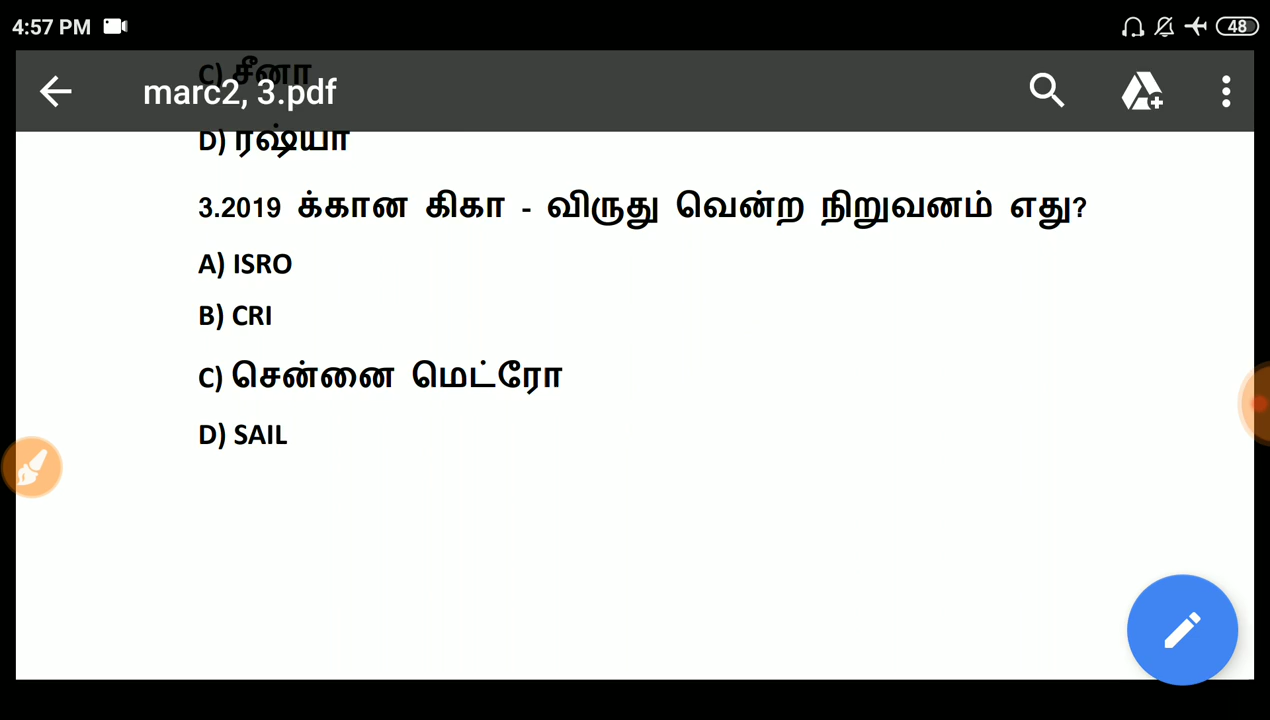 4:57 PM
48
C) சீனா
marc2, 3.pdf
D) ரஷ்யா
3.2019 க்கான கிகா - விருது வென்ற நிறுவனம் எது?
A) ISRO
B) CRI
C) சென்னை மெட்ரோ
D) SAIL